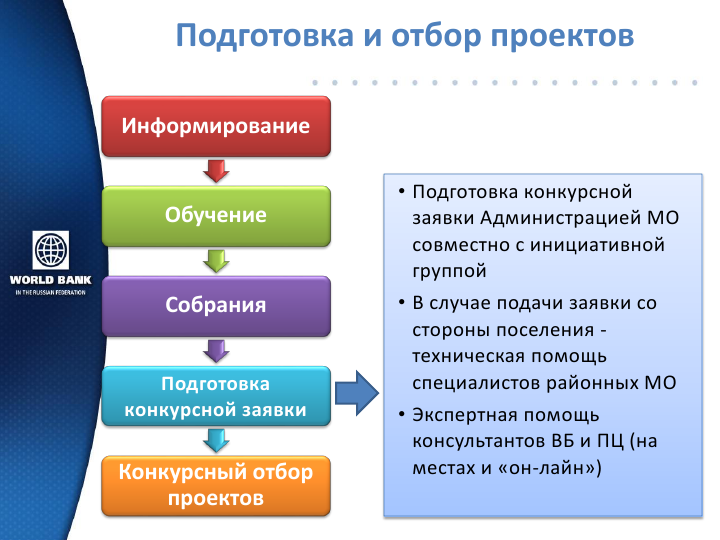 Подготовка и отбор проектов
Информирование
Обучение
Собрания
Подготовка
конкурсной заявки
Конкурсный отбор
проектов
• Подготовка конкурсной
заявки Администрацией МО
совместно с инициативной
группой
• В случае подачи заявки со
стороны поселения -
техническая помощь
специалистов районных МО
• Экспертная помощь
консультантов ВБ и ПЦ (на
местах и «он-лайн»)
WORLD BANK
IN THE RUSSIAN FEDERATION